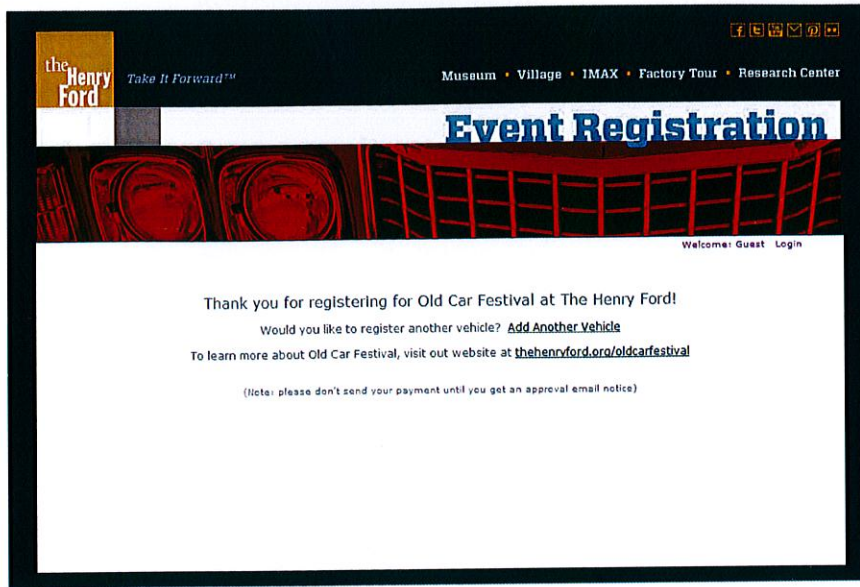 the
Henry
Ford
Take It Forward™
Museum • Village • IMAX • Factory Tour • Research Center
Event Registration
Welcome: Guest Login
Thank you for registering for Old Car Festival at The Henry Ford!
Would you like to register another vehicle? Add Another Vehicle
To learn more about Old Car Festival, visit out website at thehenryford.org/oldcarfestival
(Note: please don't send your payment until you get an approval email notice)